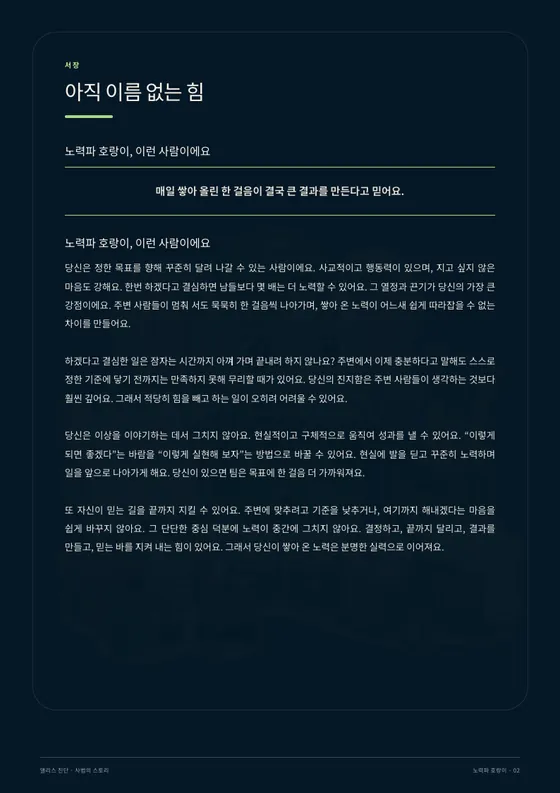 서장
아직 이름 없는 힘
노력파 호랑이, 이런 사람이에요
매일 쌓아 올린 한 걸음이 결국 큰 결과를 만든다고 믿어요.
노력파 호랑이, 이런 사람이에요
당신은 정한 목표를 향해 꾸준히 달려 나갈 수 있는 사람이에요. 사교적이고 행동력이 있으며, 지고 싶지 않은
마음도 강해요. 한번 하겠다고 결심하면 남들보다 몇 배는 더 노력할 수 있어요. 그 열정과 끈기가 당신의 가장 큰
강점이에요. 주변 사람들이 멈춰 서도 묵묵히 한 걸음씩 나아가며, 쌓아 온 노력이 어느새 쉽게 따라잡을 수 없는
차이를 만들어요.
하겠다고 결심한 일은 잠자는 시간까지 아껴 가며 끝내려 하지 않나요? 주변에서 이제 충분하다고 말해도 스스로
정한 기준에 닿기 전까지는 만족하지 못해 무리할 때가 있어요. 당신의 진지함은 주변 사람들이 생각하는 것보다
훨씬 깊어요. 그래서 적당히 힘을 빼고 하는 일이 오히려 어려울 수 있어요.
당신은 이상을 이야기하는 데서 그치지 않아요. 현실적이고 구체적으로 움직여 성과를 낼 수 있어요. “이렇게
되면 좋겠다”는 바람을 “이렇게 실현해 보자”는 방법으로 바꿀 수 있어요. 현실에 발을 딛고 꾸준히 노력하며
일을 앞으로 나아가게 해요. 당신이 있으면 팀은 목표에 한 걸음 더 가까워져요.
또 자신이 믿는 길을 끝까지 지킬 수 있어요. 주변에 맞추려고 기준을 낮추거나, 여기까지 해내겠다는 마음을
쉽게 바꾸지 않아요. 그 단단한 중심 덕분에 노력이 중간에 그치지 않아요. 결정하고, 끝까지 달리고, 결과를
만들고, 믿는 바를 지켜 내는 힘이 있어요. 그래서 당신이 쌓아 온 노력은 분명한 실력으로 이어져요.
앨리스 진단 · 사법의 스토리
노력파 호랑이 · 02